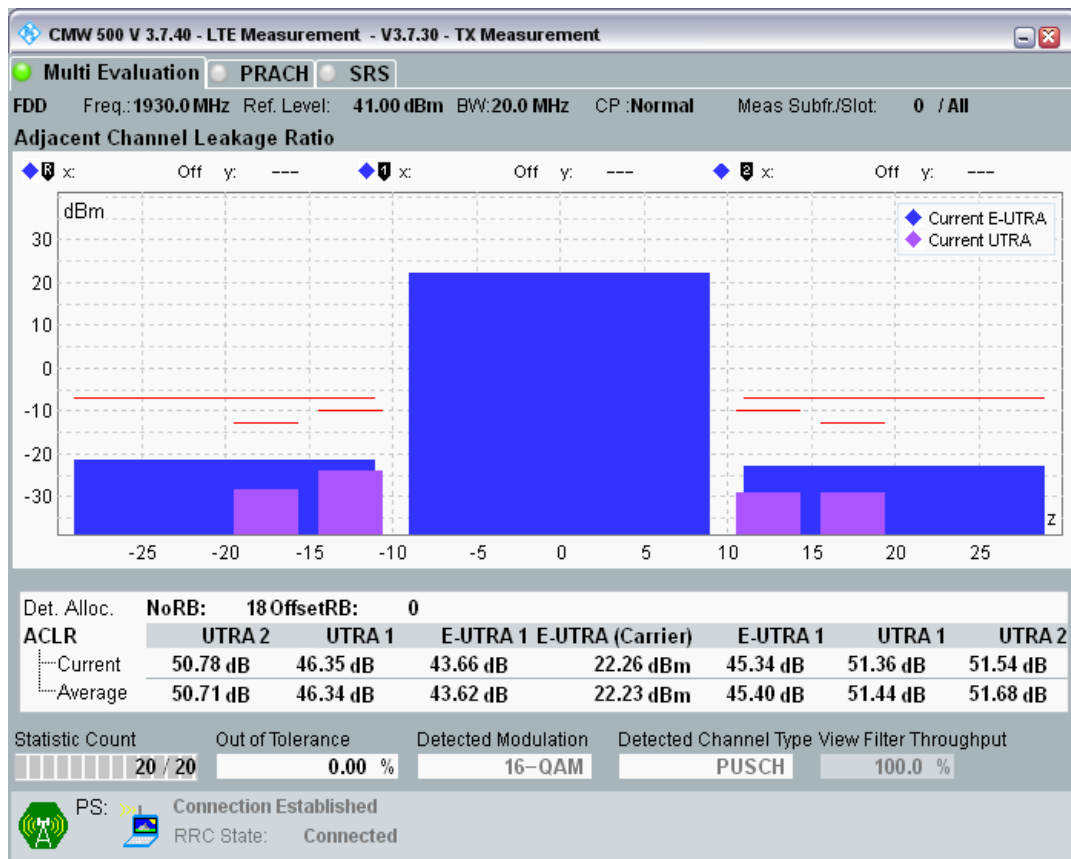 CMW 500 V 3.7.40 - LTE Measurement - V3.7.30 - TX Measurement
Multi Evaluation PRACH SRS
FDD Freq.:1930.0 MHz Ref. Level: 41.00 dBm BW:20.0 MHz CP :Normal Meas Subfr./Slot: 0 / All
Adjacent Channel Leakage Ratio
R x: Off y: --- 1 x: Off y: --- 2 x: Off y: ---
dBm
Current E-UTRA
Current UTRA
30
20
10
0
-10
-20
-30
z
-25 -20 -15 -10 -5 0 5 10 15 20 25
Det. Alloc. NoRB: 18 OffsetRB: 0
ACLR UTRA 2 UTRA 1 E-UTRA 1 E-UTRA (Carrier) E-UTRA 1 UTRA 1 UTRA 2
Current 50.78 dB 46.35 dB 43.66 dB 22.26 dBm 45.34 dB 51.36 dB 51.54 dB
Average 50.71 dB 46.34 dB 43.62 dB 22.23 dBm 45.40 dB 51.44 dB 51.68 dB
Statistic Count Out of Tolerance Detected Modulation Detected Channel Type View Filter Throughput
20 / 20 0.00 % 16-QAM PUSCH 100.0 %
PS: Connection Established
RRC State: Connected